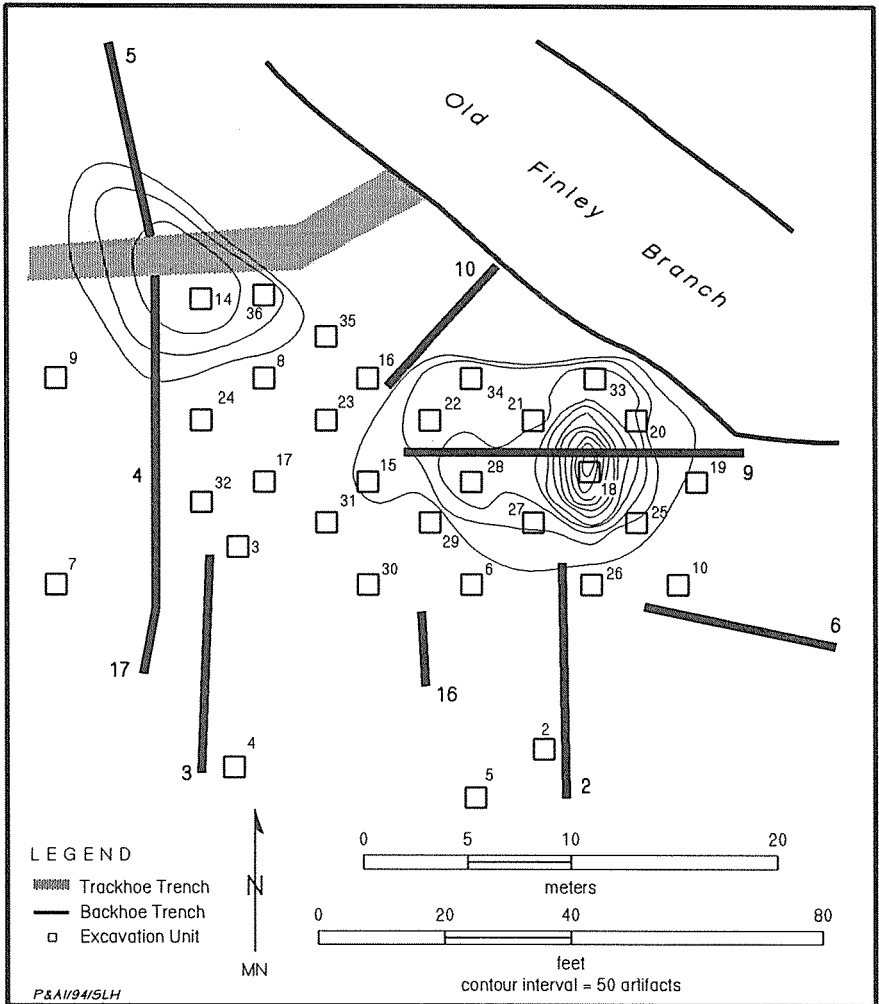 5
Old
Finley
Branch
10
14
36
35
9
8
16
34
33
24
23
22
21
20
4
17
15
28
18
19
9
32
31
29
27
25
3
7
30
6
26
10
6
17
16
4
2
3
5
2
LEGEND
Trackhoe Trench
Backhoe Trench
Excavation Unit
N
MN
0 5 10 20
meters
0 20 40 80
feet
contour interval = 50 artifacts
P&AI/94/SLH